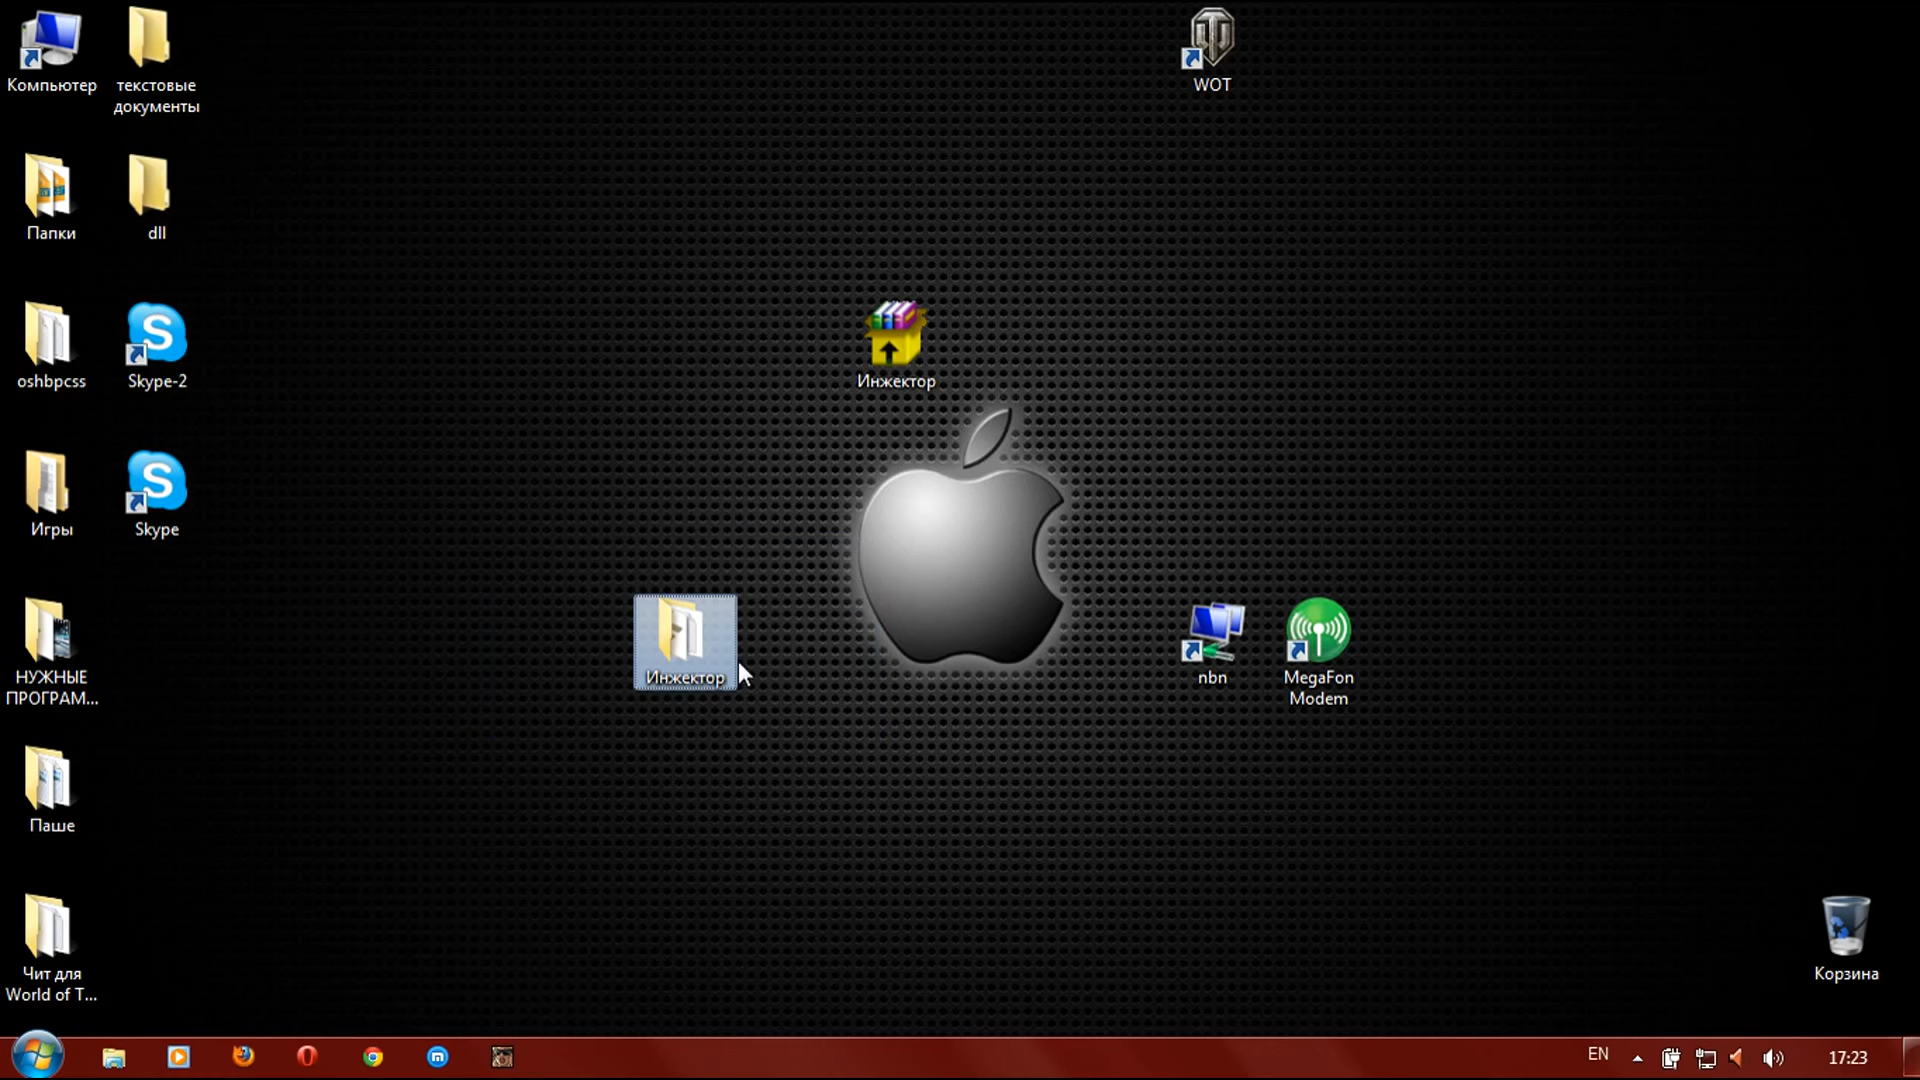 Компьютер
текстовые
документы
WOT
Папки
dll
oshbpcss
Skype-2
Инжектор
Игры
Skype
НУЖНЫЕ
ПРОГРАМ...
Инжектор
nbn
MegaFon
Modem
Паше
Чит для
World of T...
Корзина
EN
17:23